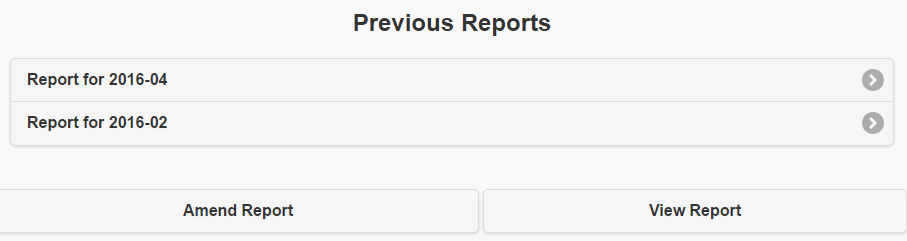 Previous Reports
Report for 2016-04
Report for 2016-02
Amend Report
View Report